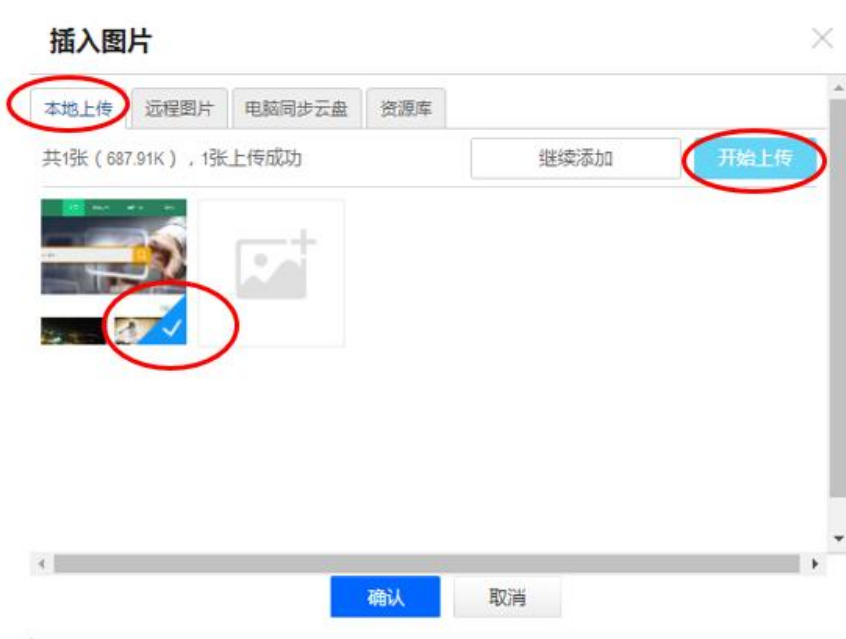 插入图片
本地上传 远程图片 电脑同步云盘 资源库
共1张（687.91K），1张上传成功 继续添加 开始上传
确认 取消